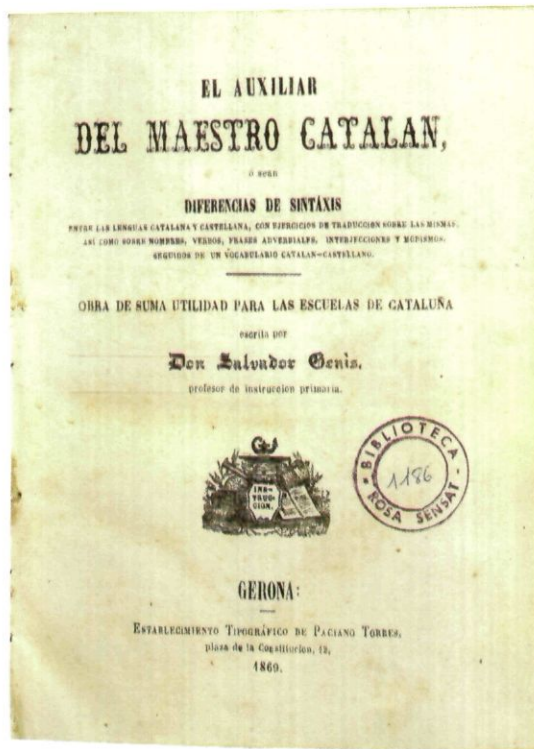 EL AUXILIAR
DEL MAESTRO CATALAN,
ó sean
DIFERENCIAS DE SINTÁXIS
ENTRE LAS LENGUAS CATALANA Y CASTELLANA, CON EJERCICIOS DE TRADUCCION SOBRE LAS MISMAS,
ASÍ COMO SOBRE NOMBRES, VERBOS, FRASES ADVERBIALES, INTERJECCIONES Y MODISMOS,
SEGUIDOS DE UN VOCABULARIO CATALAN-CASTELLANO.
OBRA DE SUMA UTILIDAD PARA LAS ESCUELAS DE CATALUÑA
escrita por
Don Salvador Genís,
profesor de instruccion primaria.
INS-
TRUC-
CION.
BIBLIOTECA -
ROSA SENSAT -
1186
GERONA:
ESTABLECIMIENTO TIPOGRÁFICO DE PACIANO TORRES,
plaza de la Constitucion, 12,
1869.